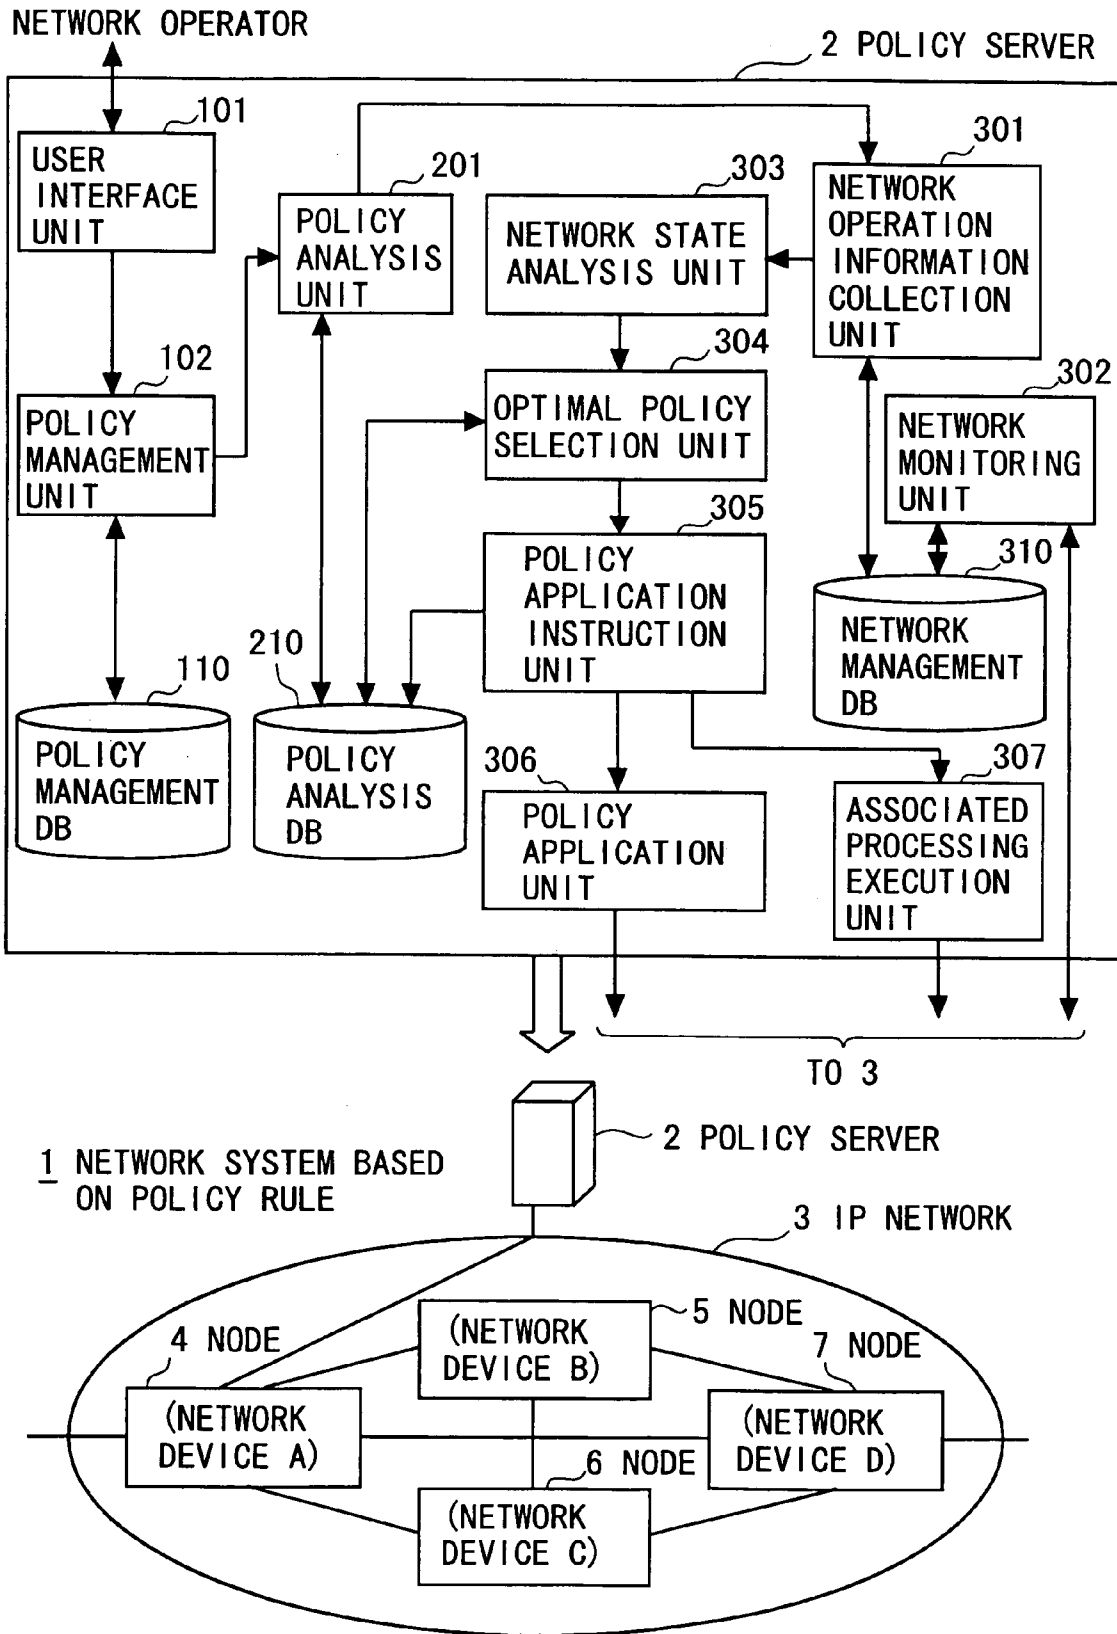 NETWORK OPERATOR
2 POLICY SERVER
101
USER
INTERFACE
UNIT
201
POLICY
ANALYSIS
UNIT
303
NETWORK STATE
ANALYSIS UNIT
301
NETWORK
OPERATION
INFORMATION
COLLECTION
UNIT
102
POLICY
MANAGEMENT
UNIT
304
OPTIMAL POLICY
SELECTION UNIT
302
NETWORK
MONITORING
UNIT
305
POLICY
APPLICATION
INSTRUCTION
UNIT
310
NETWORK
MANAGEMENT
DB
110
POLICY
MANAGEMENT
DB
210
POLICY
ANALYSIS
DB
306
POLICY
APPLICATION
UNIT
307
ASSOCIATED
PROCESSING
EXECUTION
UNIT
TO 3
2 POLICY SERVER
1 NETWORK SYSTEM BASED
ON POLICY RULE
3 IP NETWORK
4 NODE
(NETWORK
DEVICE A)
5 NODE
(NETWORK
DEVICE B)
7 NODE
(NETWORK
DEVICE D)
6 NODE
(NETWORK
DEVICE C)